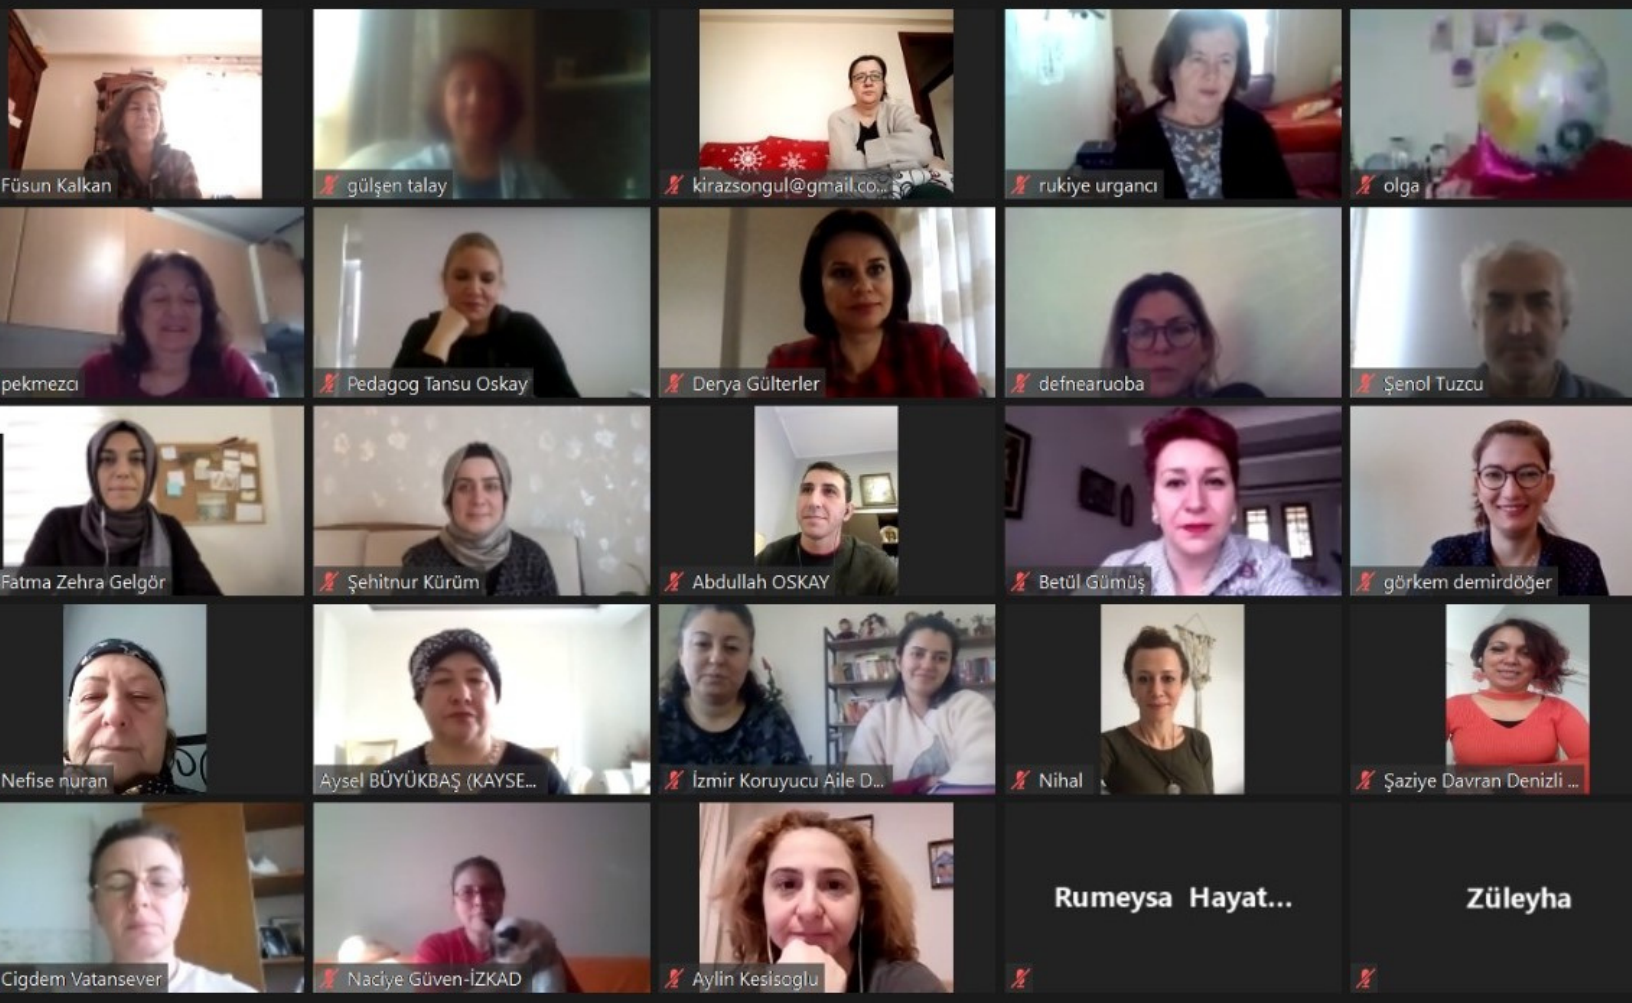 Füsun Kalkan
gülşen talay
kirazsongul@gmail.co...
rukiye urgancı
olga
pekmezcı
Pedagog Tansu Oskay
Derya Gülterler
defnearuoba
Şenol Tuzcu
Fatma Zehra Gelgör
Şehitnur Kürüm
Abdullah OSKAY
Betül Gümüş
görkem demirdöğer
Nefise nuran
Aysel BÜYÜKBAŞ (KAYSE...
İzmir Koruyucu Aile D...
Nihal
Şaziye Davran Denizli ...
Cigdem Vatansever
Naciye Güven-İZKAD
Aylin Kesisoglu
Rumeysa Hayat...
Züleyha